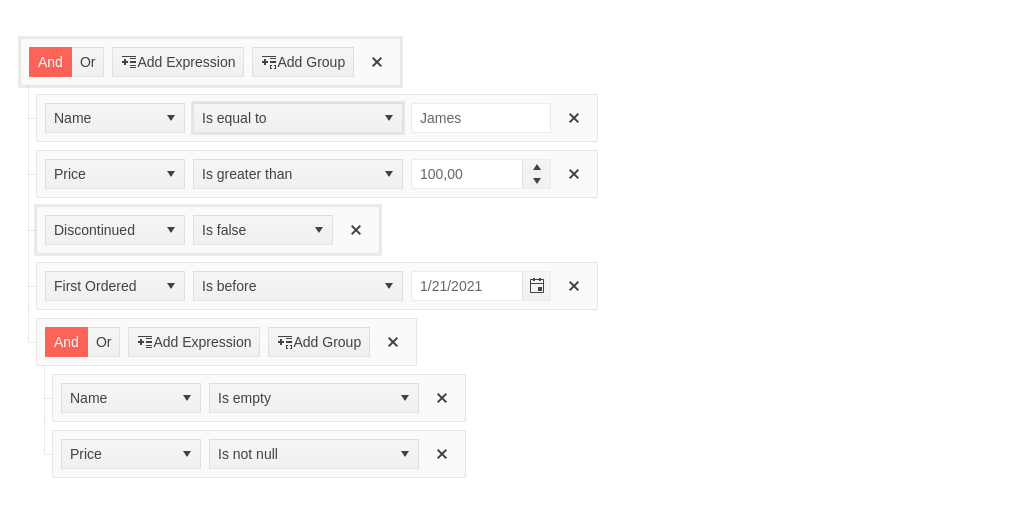 And Or Add Expression Add Group
Name Is equal to James
Price Is greater than 100,00
Discontinued Is false
First Ordered Is before 1/21/2021
And Or Add Expression Add Group
Name Is empty
Price Is not null